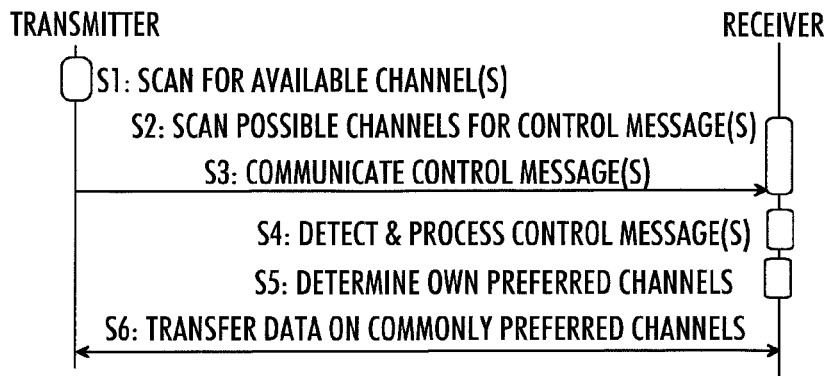 TRANSMITTER
RECEIVER
S1: SCAN FOR AVAILABLE CHANNEL(S)
S2: SCAN POSSIBLE CHANNELS FOR CONTROL MESSAGE(S)
S3: COMMUNICATE CONTROL MESSAGE(S)
S4: DETECT & PROCESS CONTROL MESSAGE(S)
S5: DETERMINE OWN PREFERRED CHANNELS
S6: TRANSFER DATA ON COMMONLY PREFERRED CHANNELS